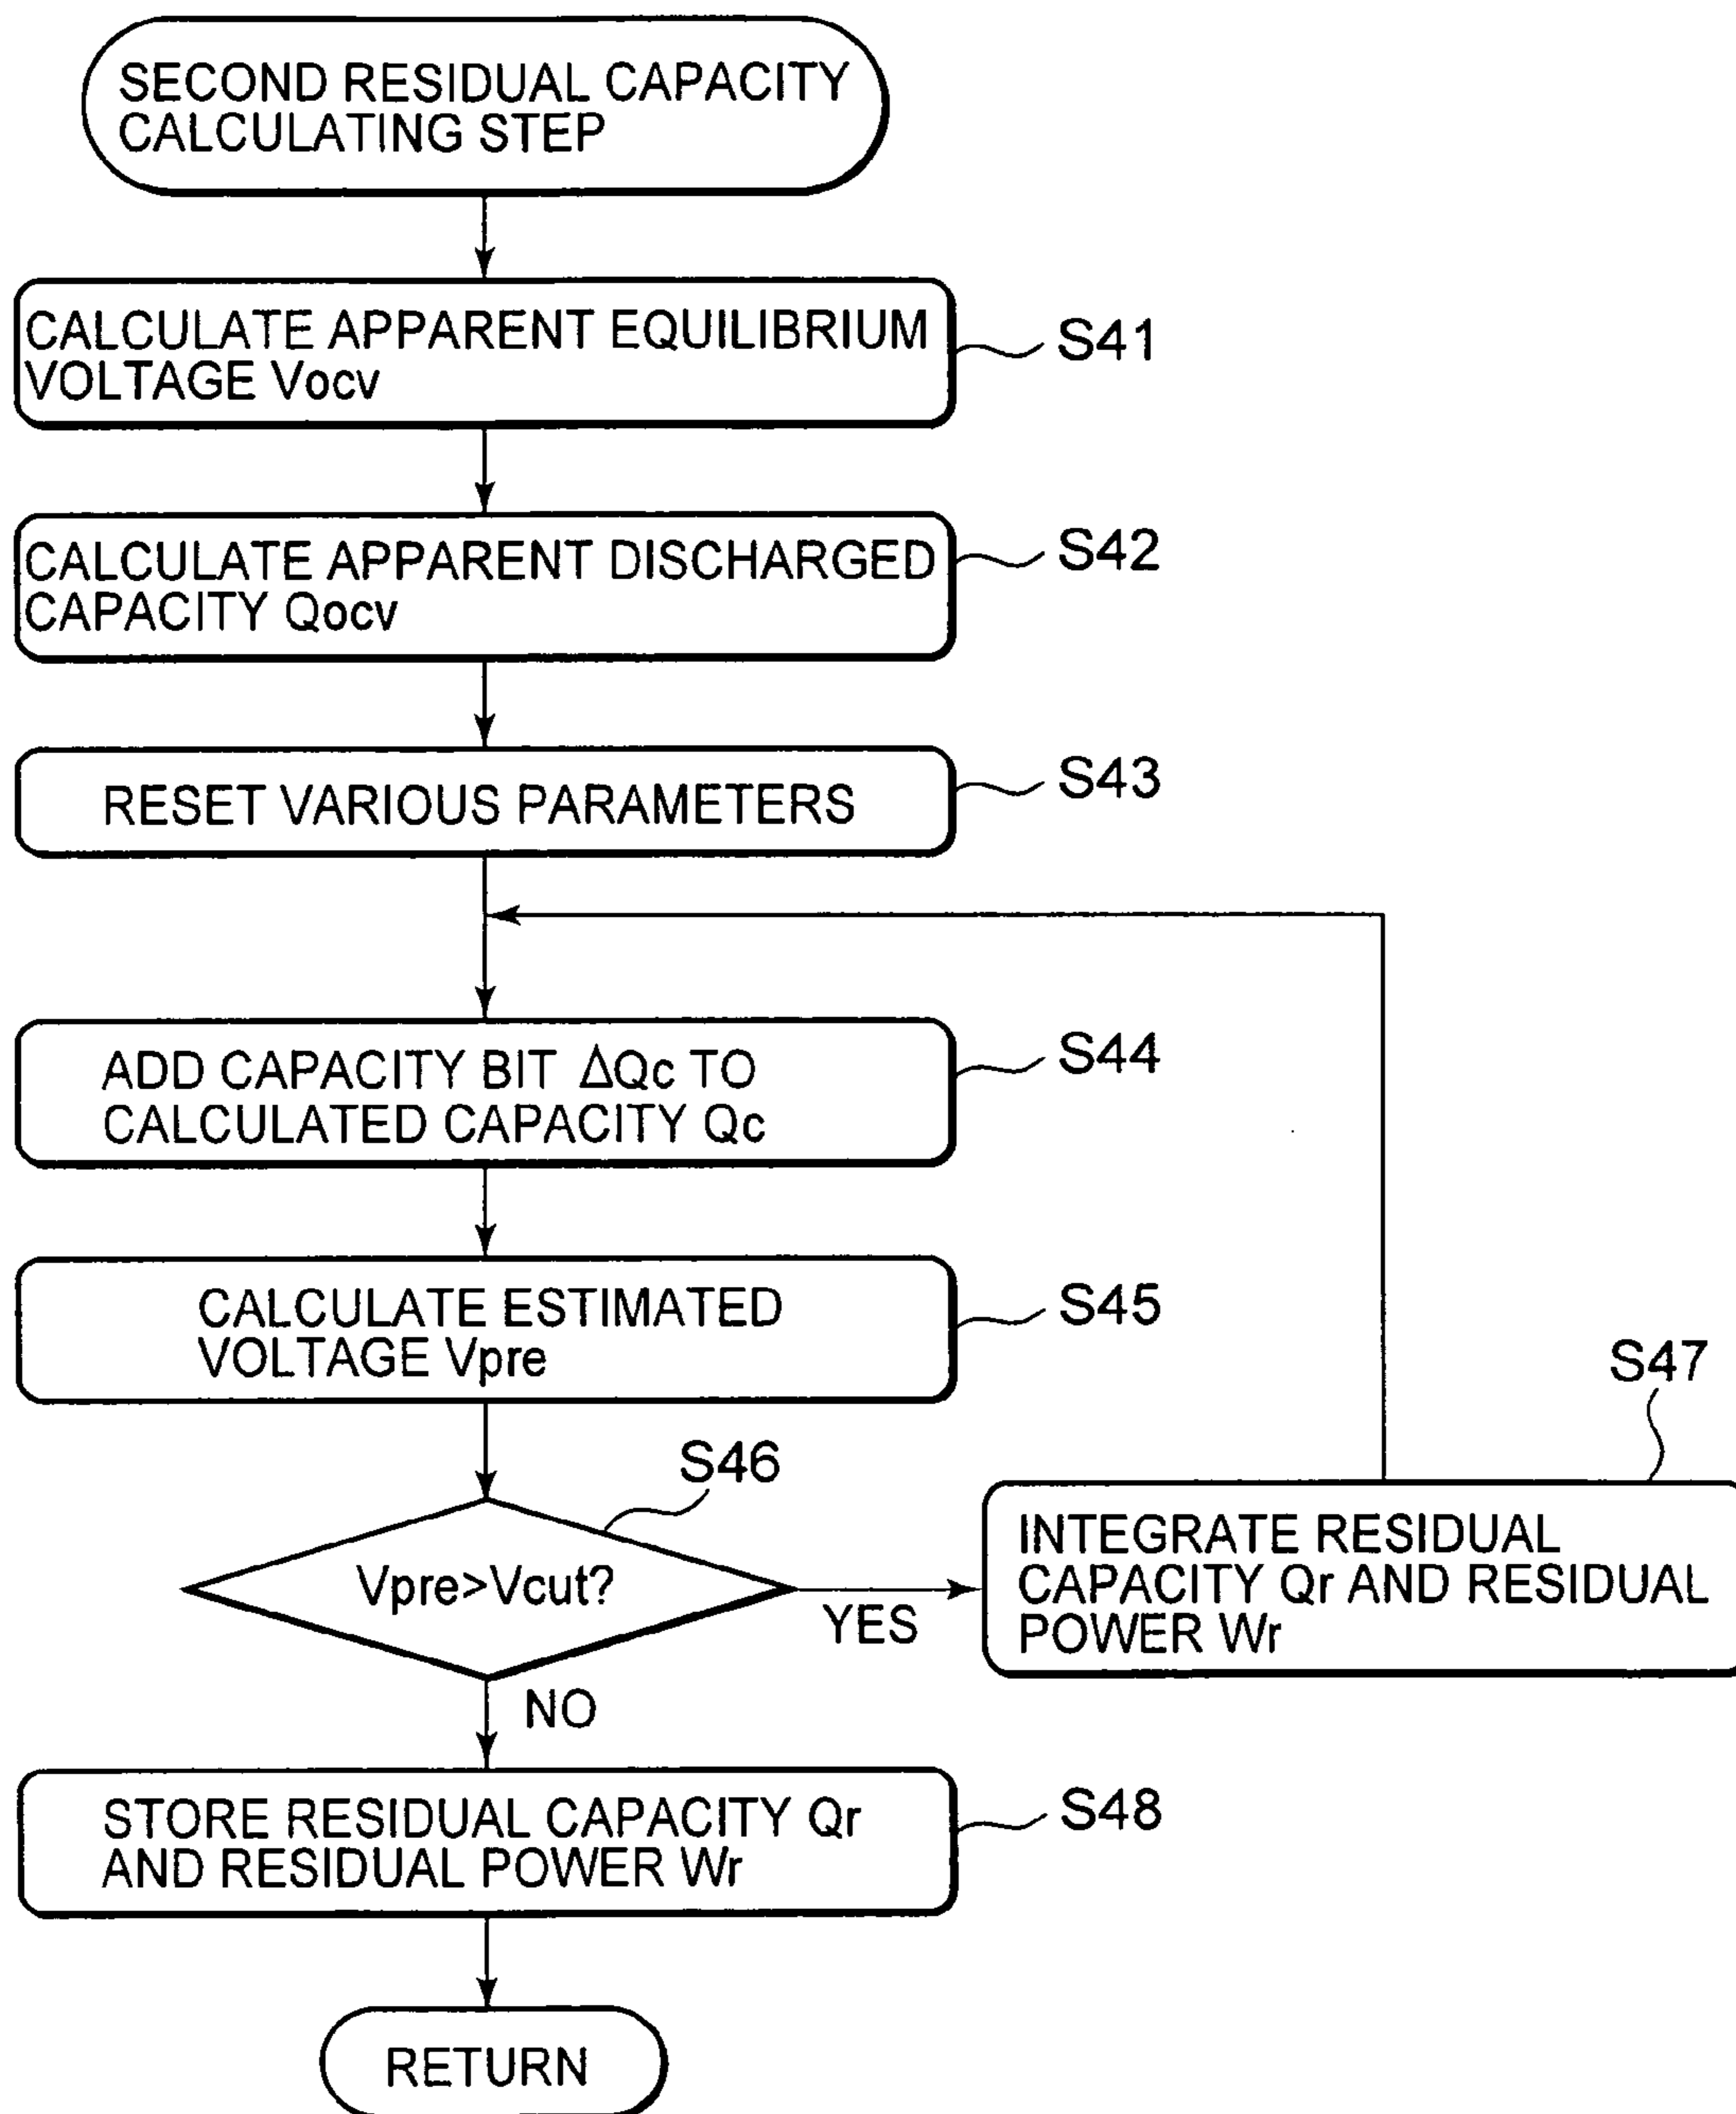 SECOND RESIDUAL CAPACITY
CALCULATING STEP
CALCULATE APPARENT EQUILIBRIUM
VOLTAGE Vocv
S41
CALCULATE APPARENT DISCHARGED
CAPACITY Qocv
S42
RESET VARIOUS PARAMETERS
S43
ADD CAPACITY BIT ΔQc TO
CALCULATED CAPACITY Qc
S44
CALCULATE ESTIMATED
VOLTAGE Vpre
S45
S46
Vpre>Vcut?
YES
NO
S47
INTEGRATE RESIDUAL
CAPACITY Qr AND RESIDUAL
POWER Wr
STORE RESIDUAL CAPACITY Qr
AND RESIDUAL POWER Wr
S48
RETURN